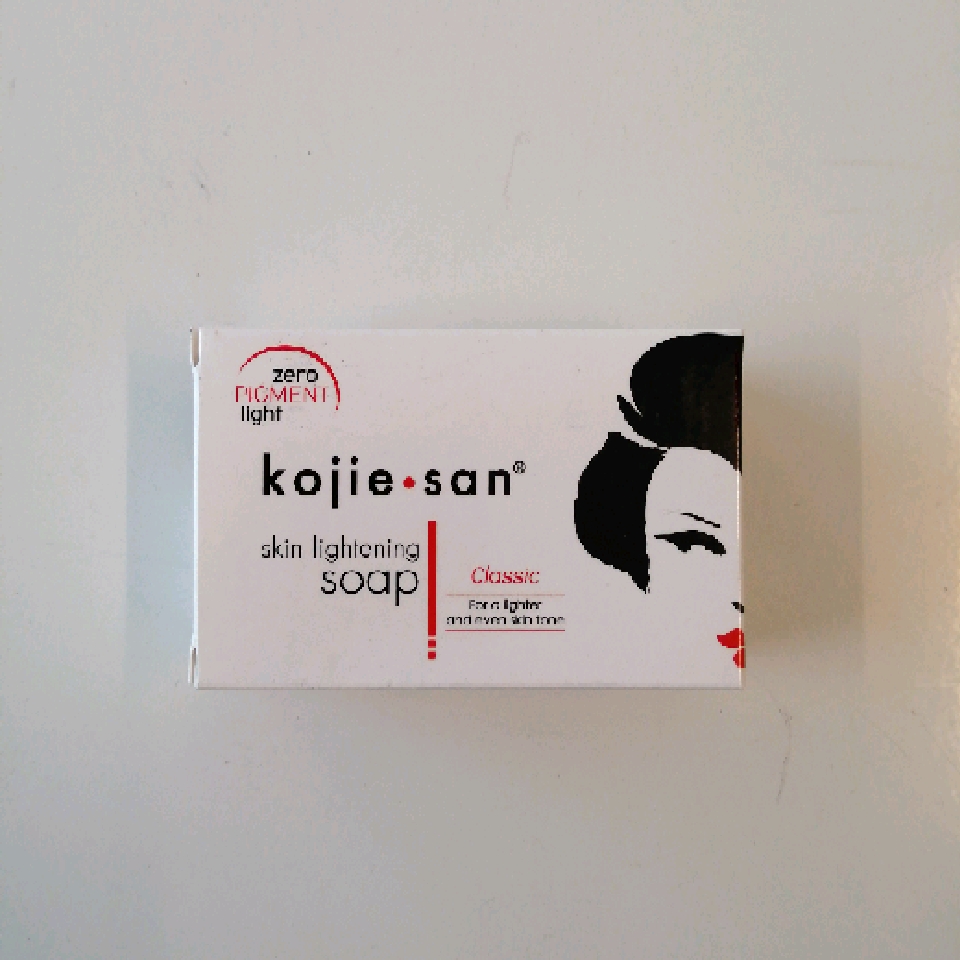 zero
PIGMENT
light
kojie•san®
skin lightening
soap
Classic
For a lighter
and even skin tone